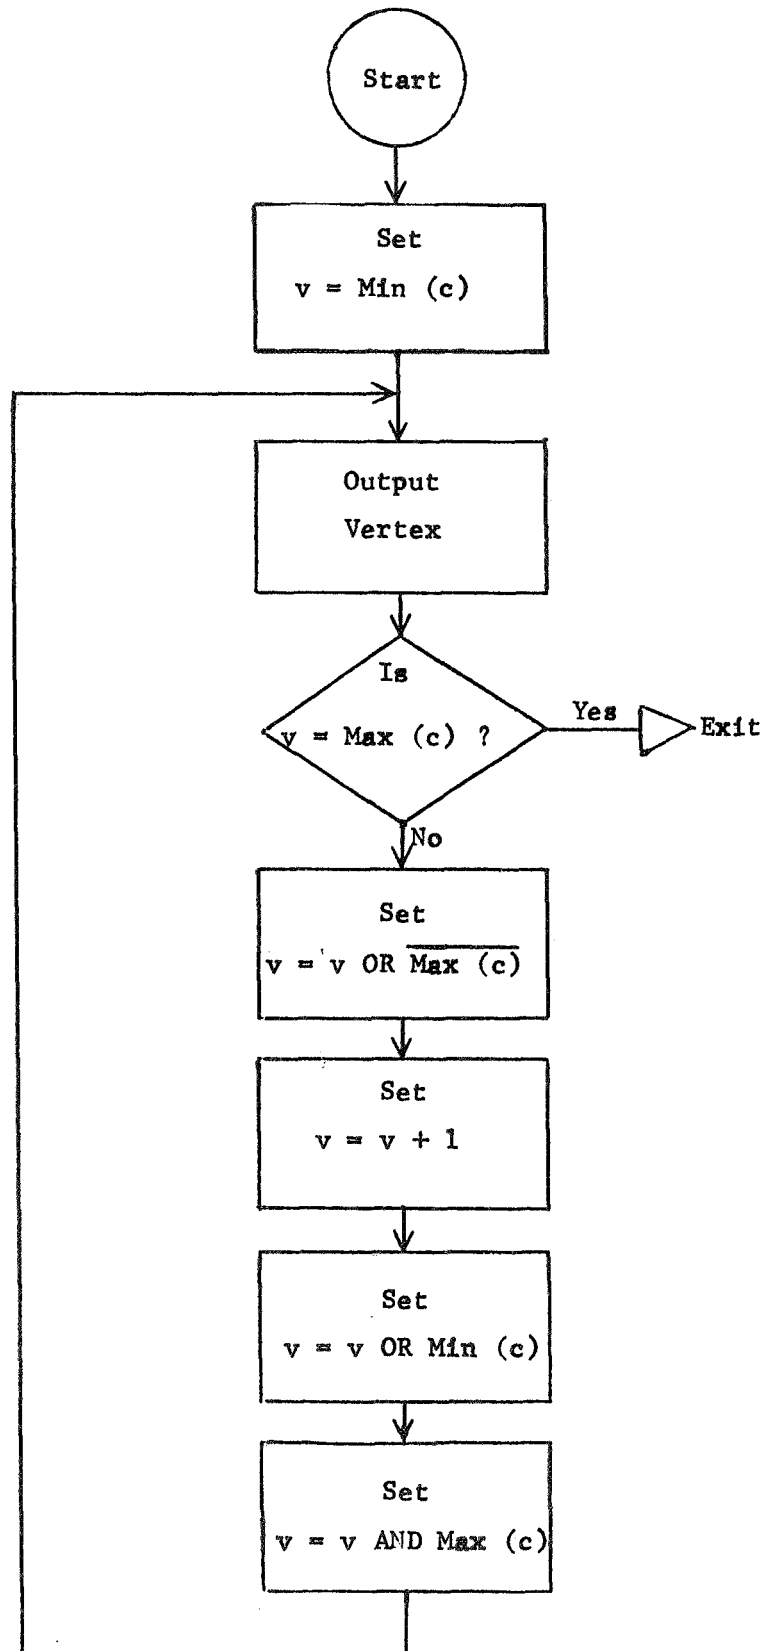 Start
Set
v = Min (c)
Output
Vertex
Is
v = Max (c) ?
Yes
Exit
No
Set
v = v OR \overline{Max (c)}
Set
v = v + 1
Set
v = v OR Min (c)
Set
v = v AND Max (c)